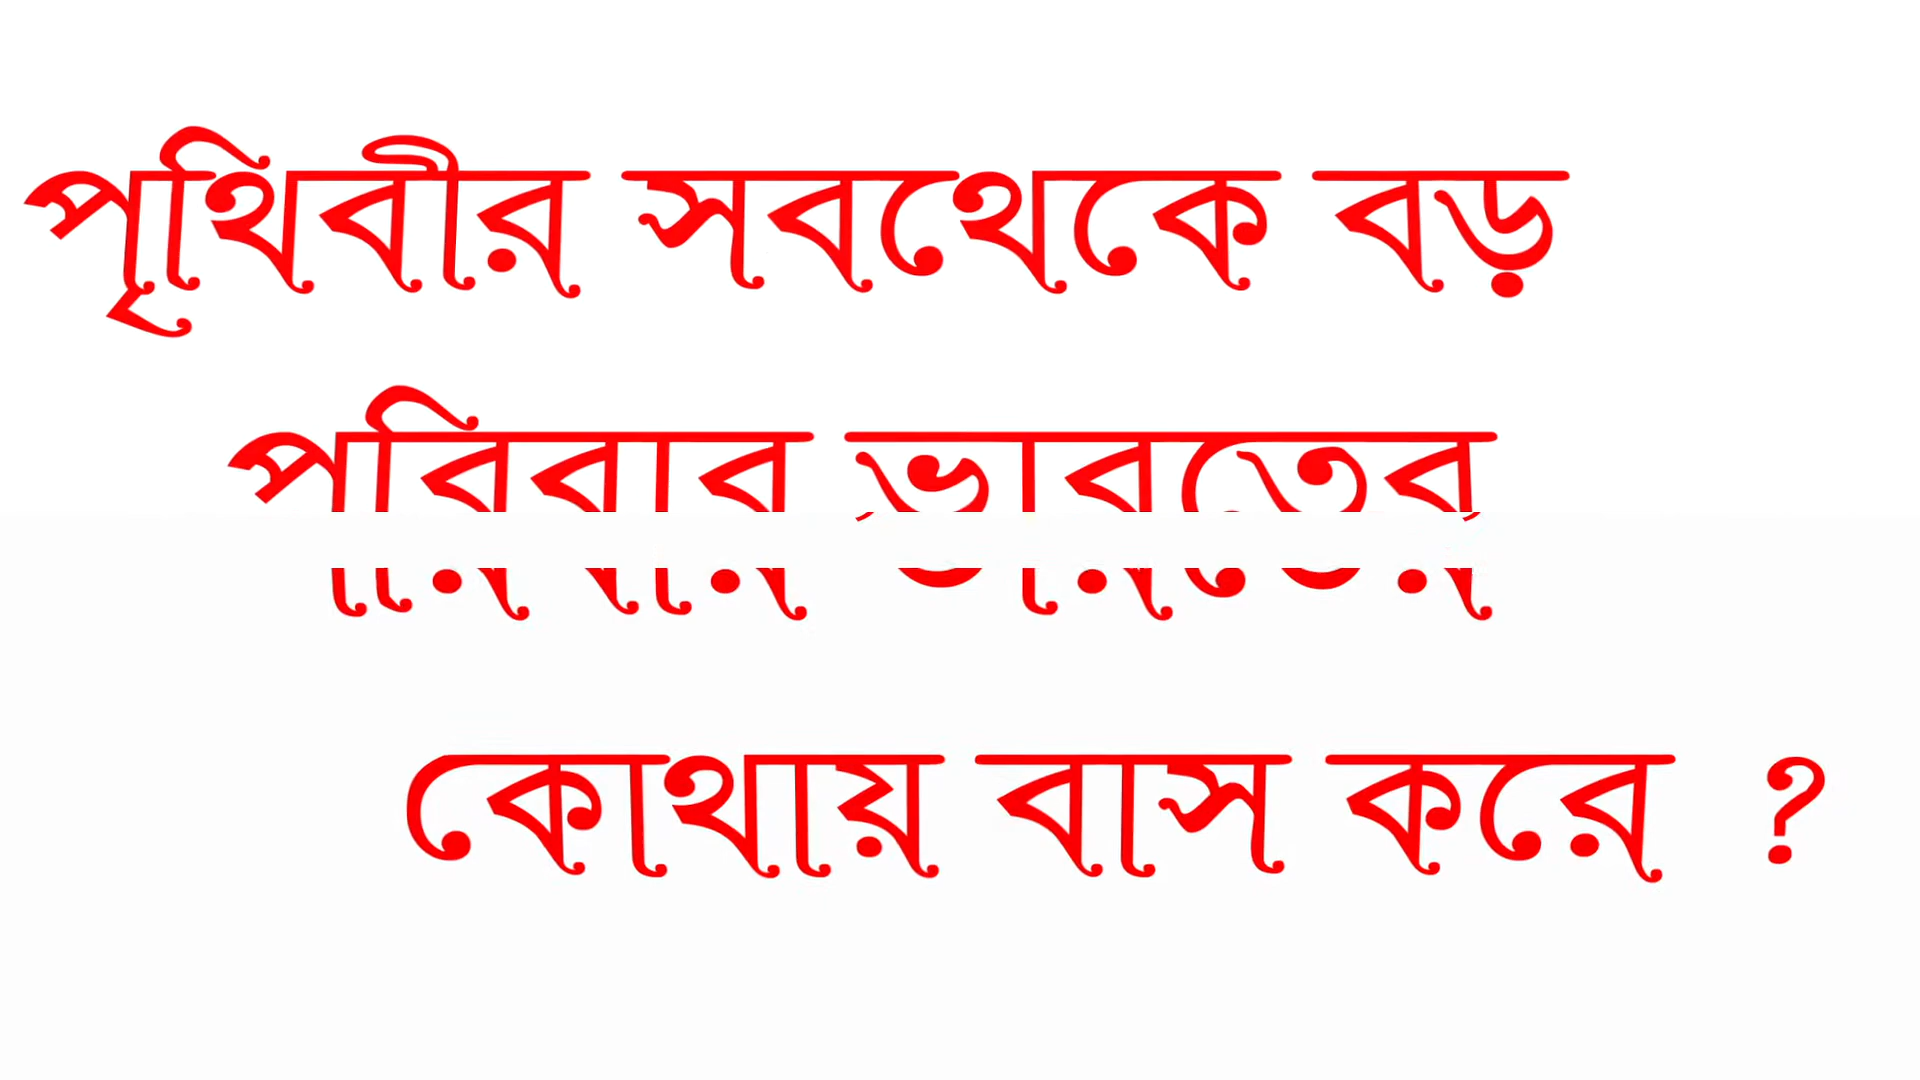 পৃথিবীর সবথেকে বড়
পরিবার ভারতের
কোথায় বাস করে ?